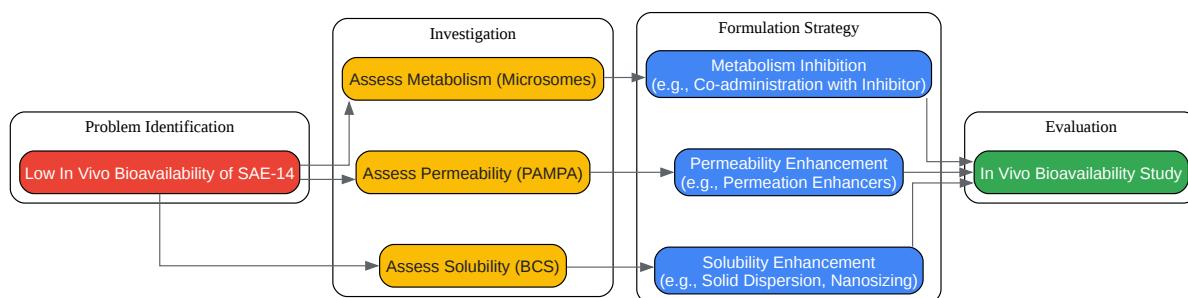 Problem Identification
Low In Vivo Bioavailability of SAE-14
Investigation
Assess Metabolism (Microsomes)
Assess Permeability (PAMPA)
Assess Solubility (BCS)
Formulation Strategy
Metabolism Inhibition
(e.g., Co-administration with Inhibitor)
Permeability Enhancement
(e.g., Permeation Enhancers)
Solubility Enhancement
(e.g., Solid Dispersion, Nanosizing)
Evaluation
In Vivo Bioavailability Study